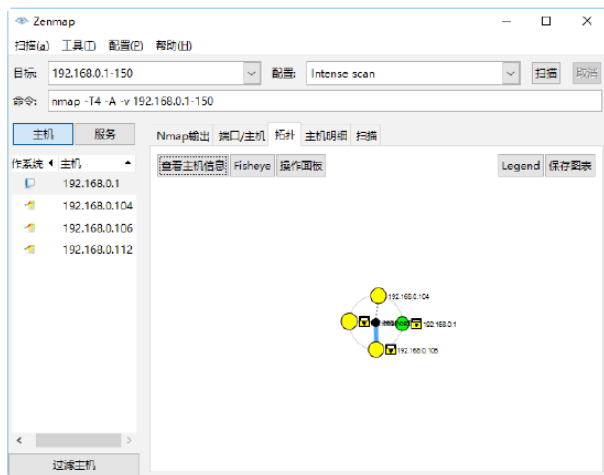 Zenmap
扫描(a) 工具(T) 配置(P) 帮助(H)
目标: 192.168.0.1-150 配置: Intense scan 扫描 取消
命令: nmap -T4 -A -v 192.168.0.1-150
主机 服务 Nmap输出 端口/主机 拓扑 主机明细 扫描
作系统 主机 查看主机信息 Fisheye 操作面板 Legend 保存图表
192.168.0.1
192.168.0.104
192.168.0.106
192.168.0.112
192.168.0.104
192.168.0.1
192.168.0.106
过滤主机